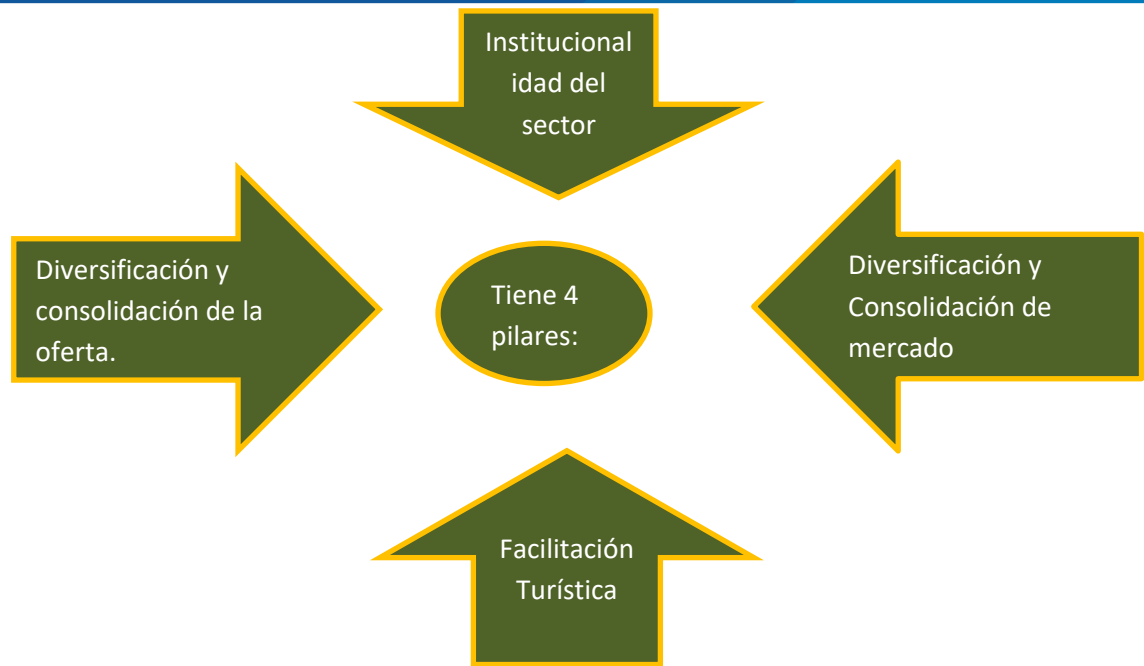 Institucional
idad del
sector
Diversificación y
consolidación de la
oferta.
Tiene 4
pilares:
Diversificación y
Consolidación de
mercado
Facilitación
Turística